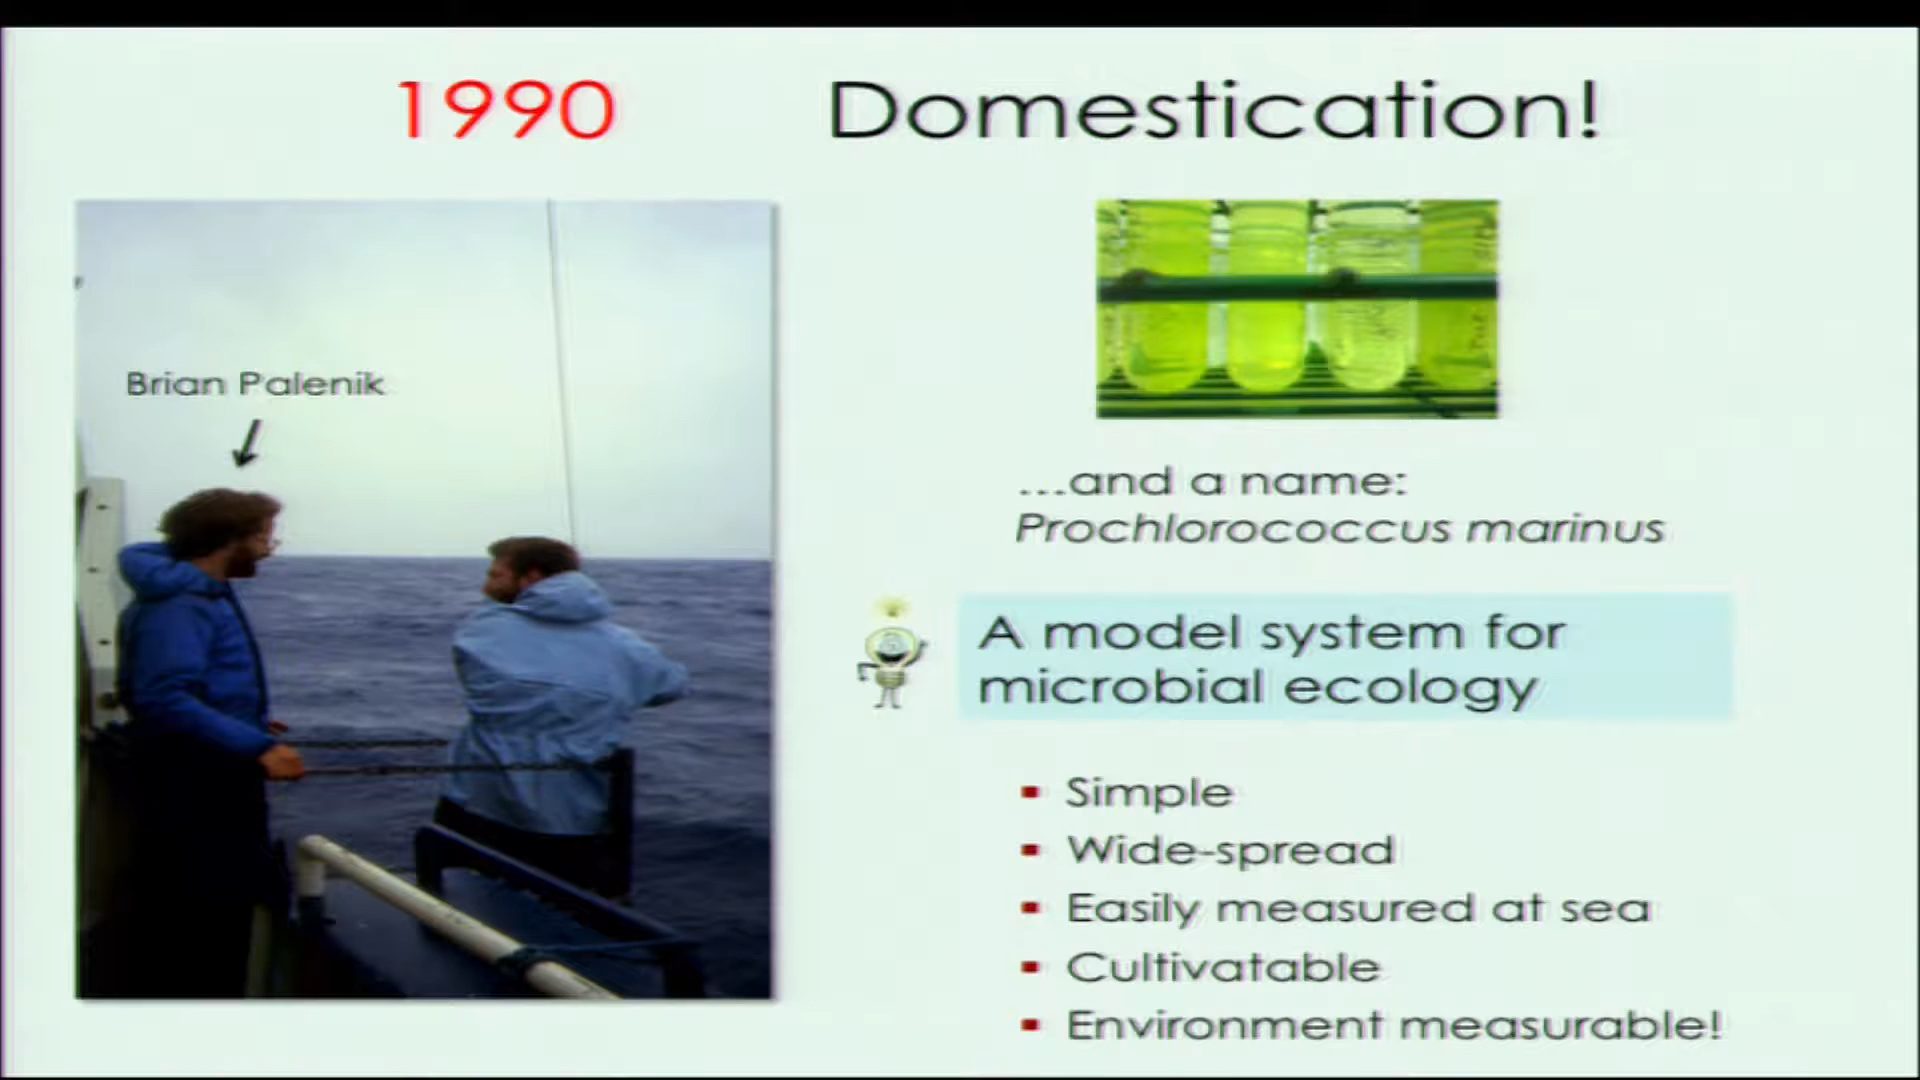 1990 Domestication!
Brian Palenik
...and a name:
Prochlorococcus marinus
A model system for
microbial ecology
▪ Simple
▪ Wide-spread
▪ Easily measured at sea
▪ Cultivatable
▪ Environment measurable!